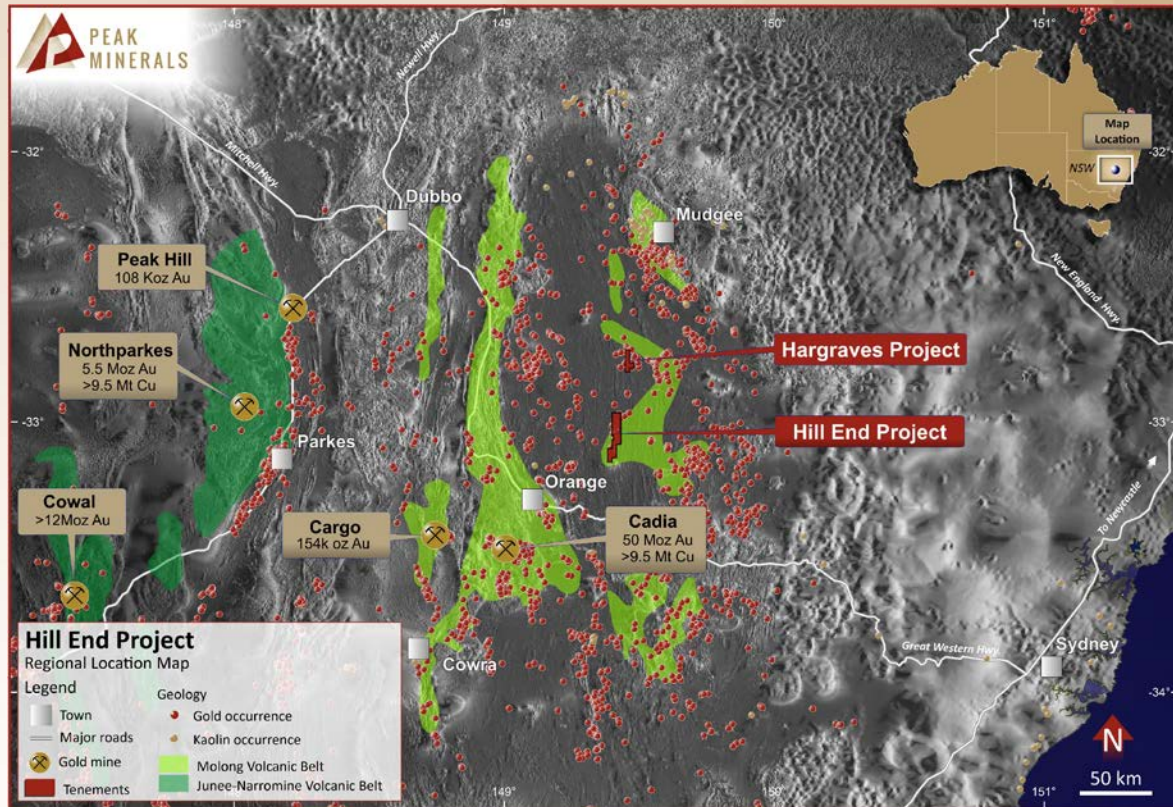 PEAK
MINERALS
148
149
150
151
Newell Hwy.
Mitchell Hwy.
-32
-32
Map
Location
NSW
Dubbo
Mudgee
Peak Hill
108 Koz Au
New England Hwy.
Northparkes
5.5 Moz Au
>9.5 Mt Cu
Hargraves Project
-33
-33
Hill End Project
Parkes
Orange
Cowal
>12Moz Au
Cargo
154k oz Au
Cadia
50 Moz Au
>9.5 Mt Cu
To Newcastle
Cowra
Great Western Hwy.
Sydney
-34
Hill End Project
Regional Location Map
Legend
Town
Major roads
Gold mine
Tenements
Geology
Gold occurrence
Kaolin occurrence
Molong Volcanic Belt
Junee-Narromine Volcanic Belt
148°
149°
150°
151°
N
50 km